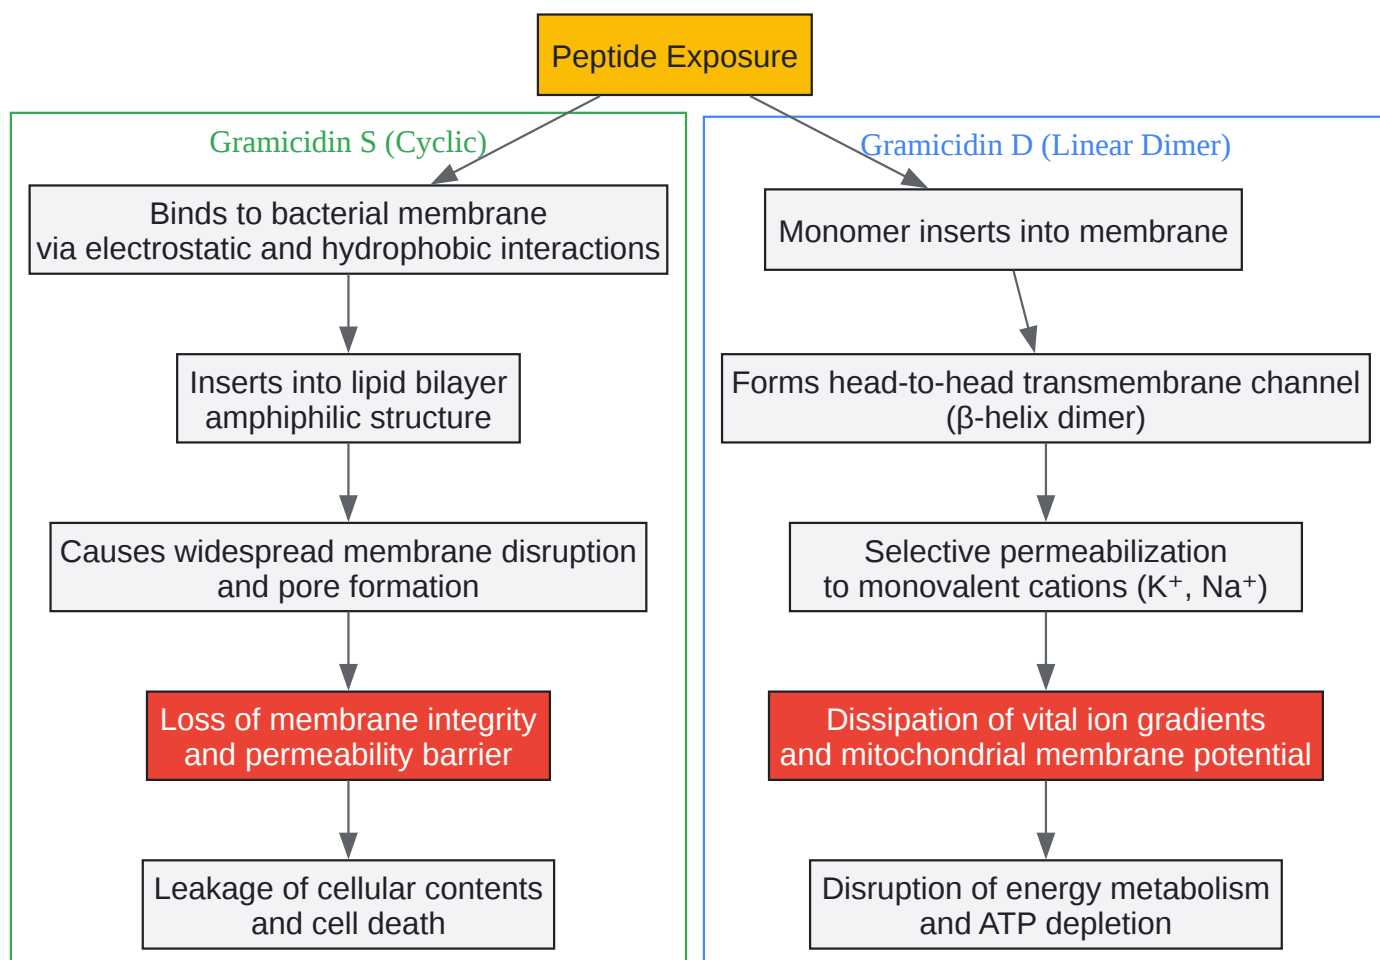 Peptide Exposure
Gramicidin S (Cyclic)
Binds to bacterial membrane
via electrostatic and hydrophobic interactions
Inserts into lipid bilayer
amphiphilic structure
Causes widespread membrane disruption
and pore formation
Loss of membrane integrity
and permeability barrier
Leakage of cellular contents
and cell death
Gramicidin D (Linear Dimer)
Monomer inserts into membrane
Forms head-to-head transmembrane channel
(β-helix dimer)
Selective permeabilization
to monovalent cations (K⁺, Na⁺)
Dissipation of vital ion gradients
and mitochondrial membrane potential
Disruption of energy metabolism
and ATP depletion